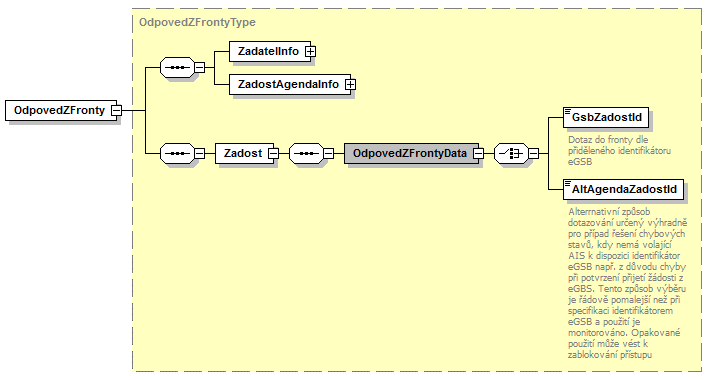 OdpovedZFrontyType
ZadatelInfo
ZadostAgendaInfo
OdpovedZFronty
Zadost
OdpovedZFrontyData
GsbZadostId
Dotaz do fronty dle
přiděleného identifikátoru
eGSB
AltAgendaZadostId
Alterrnativní způsob
dotazování určený výhradně
pro případ řešení chybových
stavů, kdy nemá volající
AIS k dispozici identifikátor
eGSB např. z důvodu chyby
při potvrzení přijetí žádosti z
eGBS. Tento způsob výběru
je řádově pomalejší než při
specifikaci identifikátorem
eGSB a použití je
monitorováno. Opakované
použití může vést k
zablokování přístupu